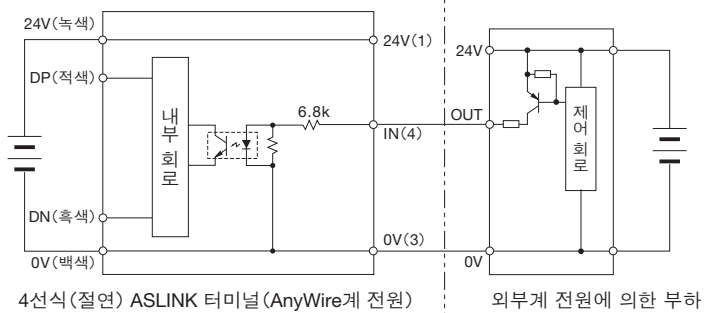 24V(녹색)
24V(1)
DP(적색)
내부 회로
6.8k
IN(4)
DN(흑색)
0V(백색)
0V(3)
24V
OUT
제어 회로
0V
4선식(절연) ASLINK 터미널(AnyWire계 전원)
외부계 전원에 의한 부하